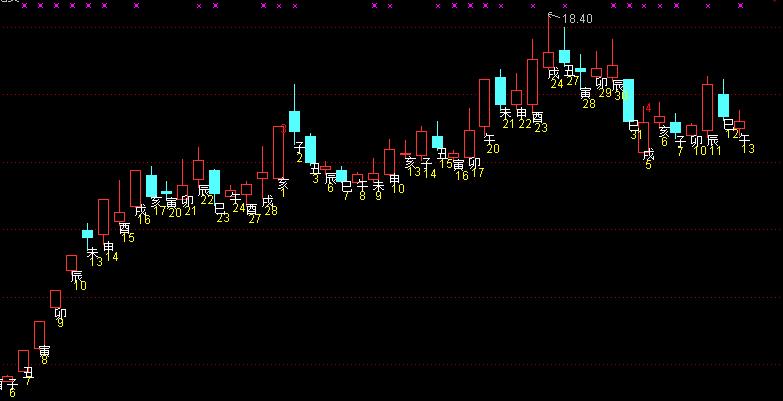 18.40
子
6
丑
7
寅
8
卯
9
辰
10
未
13
申
14
酉
15
戌
16
亥
17
寅
20
卯
21
辰
22
巳
23
午
24
酉
27
戌
28
3
亥
1
子
2
丑
3
辰
6
巳
7
午
8
未
9
申
10
亥
13
子
14
丑
15
寅
16
卯
17
午
20
未
21
申
22
酉
23
戌
24
丑
27
寅
28
卯
29
辰
30
巳
31
4
戌
5
亥
6
子
7
卯
10
辰
11
巳
12
午
13